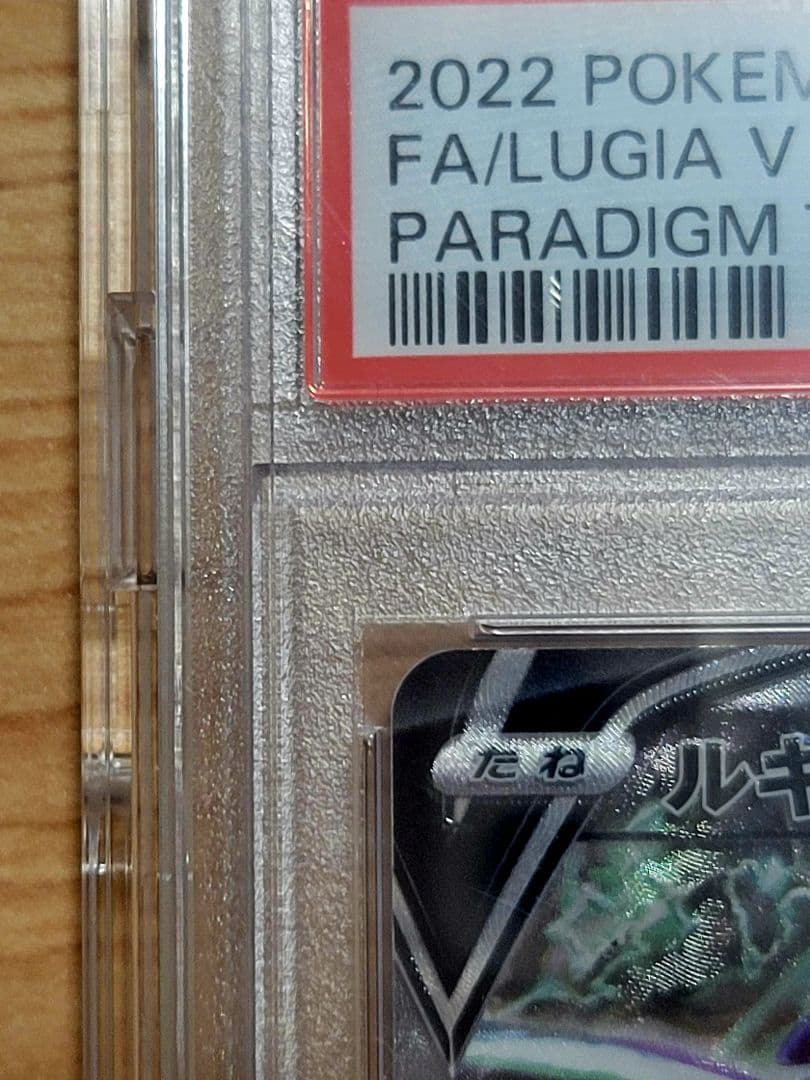 2022 POKEM
FA/LUGIA V
PARADIGM T
たね
ルギ